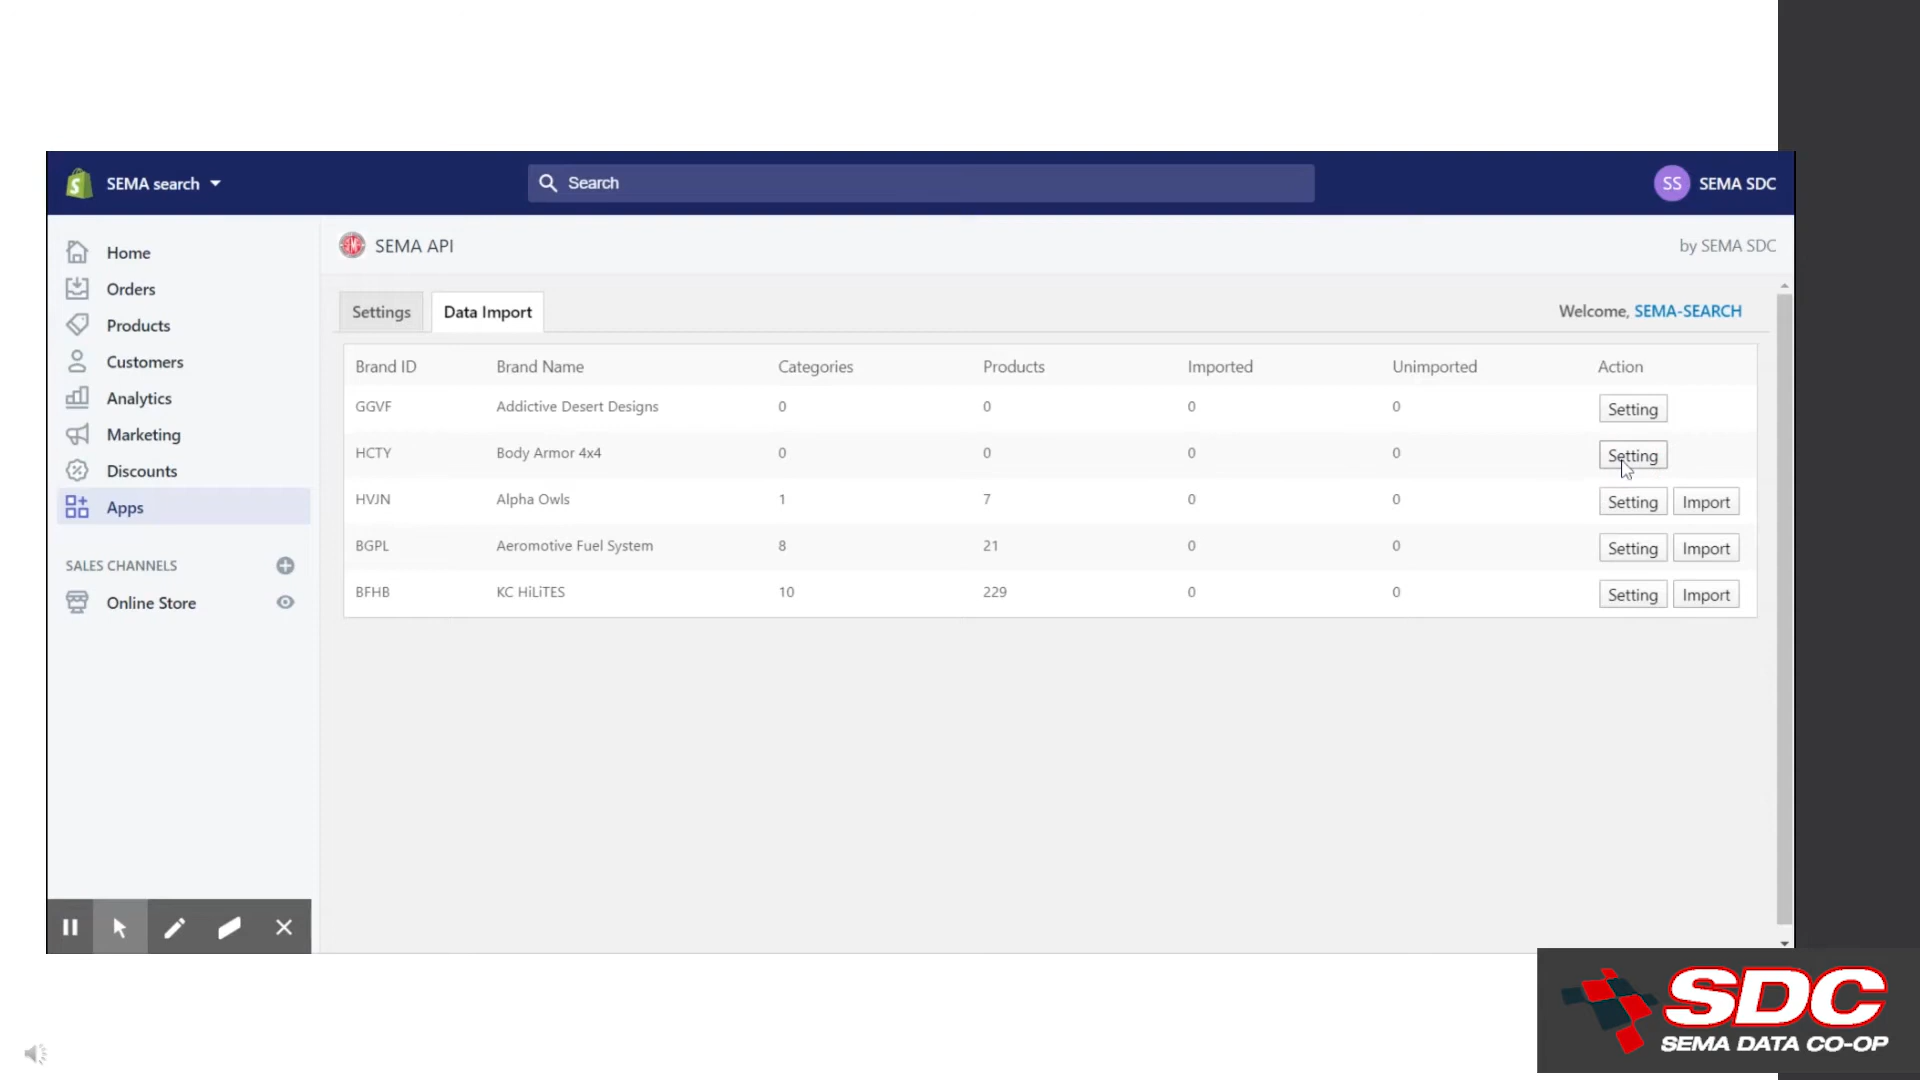 SEMA search
Search
SS SEMA SDC
Home
Orders
Products
Customers
Analytics
Marketing
Discounts
Apps
SALES CHANNELS
Online Store
SEMA API
by SEMA SDC
Settings Data Import
Welcome, SEMA-SEARCH
Brand ID Brand Name Categories Products Imported Unimported Action
GGVF Addictive Desert Designs 0 0 0 0 Setting
HCTY Body Armor 4x4 0 0 0 0 Setting
HVJN Alpha Owls 1 7 0 0 Setting Import
BGPL Aeromotive Fuel System 8 21 0 0 Setting Import
BFHB KC HiLiTES 10 229 0 0 Setting Import
SDC
SEMA DATA CO-OP